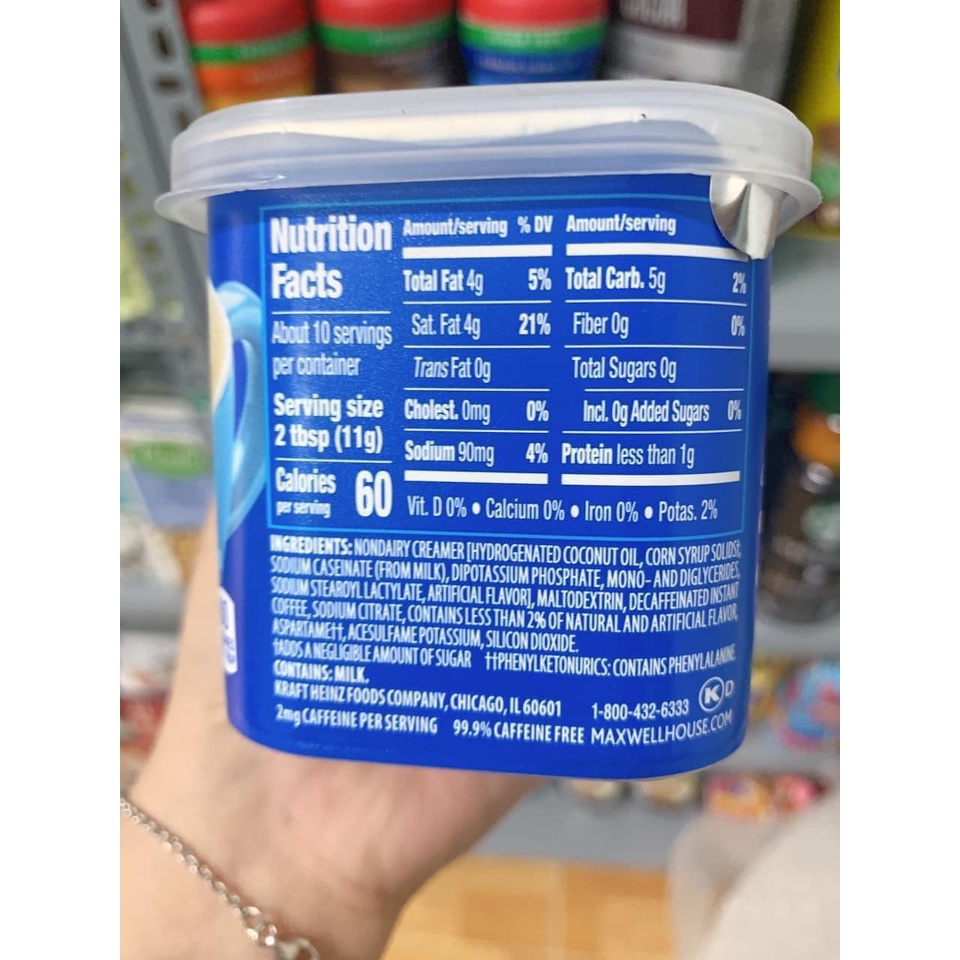 Nutrition
Facts
About 10 servings
per container
Serving size
2 tbsp (11g)
Calories
per serving
60
Amount/serving % DV
Total Fat 4g 5%
Sat. Fat 4g 21%
Trans Fat 0g
Cholest. 0mg 0%
Sodium 90mg 4%
Amount/serving
Total Carb. 5g 2%
Fiber 0g 0%
Total Sugars 0g
Incl. 0g Added Sugars 0%
Protein less than 1g
Vit. D 0% • Calcium 0% • Iron 0% • Potas. 2%
INGREDIENTS: NONDAIRY CREAMER [HYDROGENATED COCONUT OIL, CORN SYRUP SOLIDS†,
SODIUM CASEINATE (FROM MILK), DIPOTASSIUM PHOSPHATE, MONO- AND DIGLYCERIDES,
SODIUM STEAROYL LACTYLATE, ARTIFICIAL FLAVOR], MALTODEXTRIN, DECAFFEINATED INSTANT
COFFEE, SODIUM CITRATE, CONTAINS LESS THAN 2% OF NATURAL AND ARTIFICIAL FLAVOR,
ASPARTAME††, ACESULFAME POTASSIUM, SILICON DIOXIDE.
†ADDS A NEGLIGIBLE AMOUNT OF SUGAR ††PHENYLKETONURICS: CONTAINS PHENYLALANINE.
CONTAINS: MILK.
KRAFT HEINZ FOODS COMPANY, CHICAGO, IL 60601 1-800-432-6333 K D
2mg CAFFEINE PER SERVING 99.9% CAFFEINE FREE MAXWELLHOUSE.COM